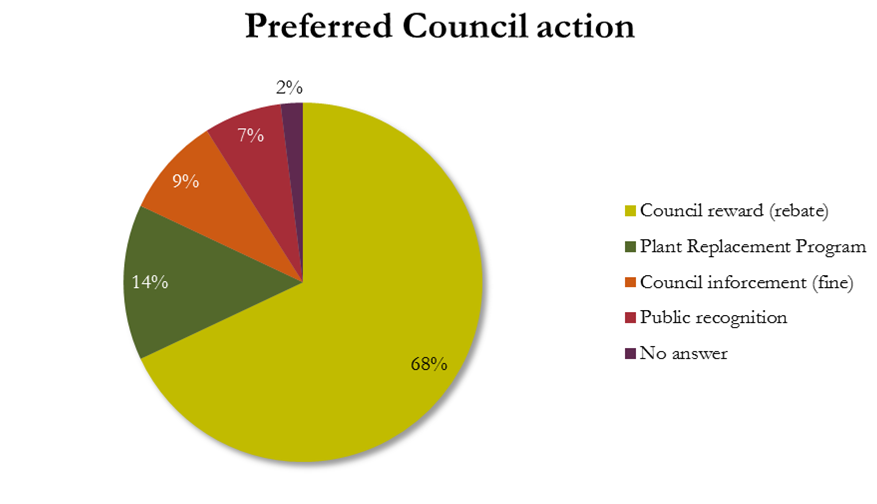 Preferred Council action
2%
7%
9%
14%
68%
Council reward (rebate)
Plant Replacement Program
Council inforcement (fine)
Public recognition
No answer